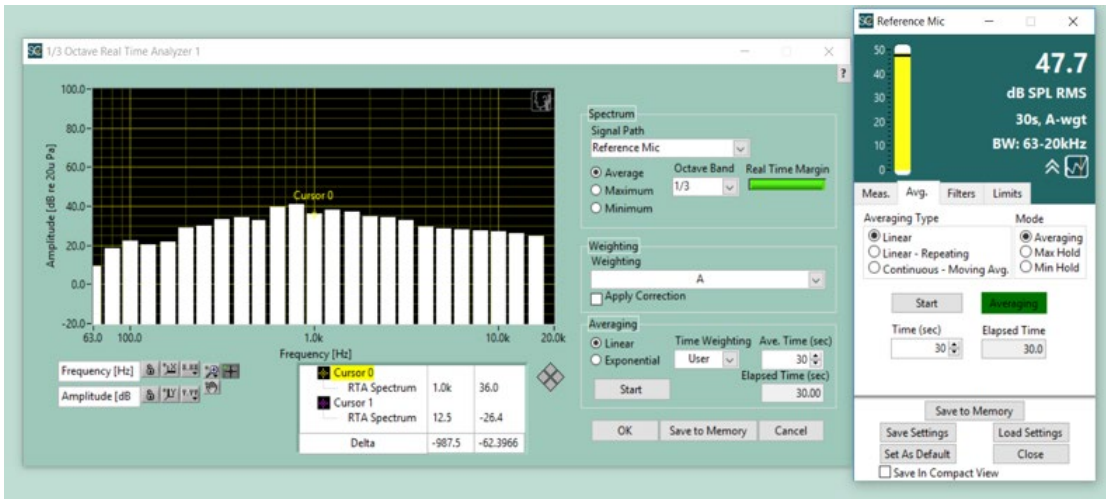 SC 1/3 Octave Real Time Analyzer 1
?
100.0
80.0
60.0
40.0
20.0
0.0
-20.0
Amplitude [dB re 20u Pa]
Cursor 0
63.0 100.0 1.0k 10.0k 20.0k
Frequency [Hz]
Frequency [Hz]
Amplitude [dB
Cursor 0
RTA Spectrum 1.0k 36.0
Cursor 1
RTA Spectrum 12.5 -26.4
Delta -987.5 -62.3966
Spectrum
Signal Path
Reference Mic
Average
Maximum
Minimum
Octave Band
1/3
Real Time Margin
Weighting
Weighting
A
Apply Correction
Averaging
Linear
Exponential
Time Weighting
User
Ave. Time (sec)
30
Elapsed Time (sec)
30.00
Start
OK Save to Memory Cancel
SC Reference Mic
50
40
30
20
10
0
47.7
dB SPL RMS
30s, A-wgt
BW: 63-20kHz
Meas. Avg. Filters Limits
Averaging Type
Linear
Linear - Repeating
Continuous - Moving Avg.
Mode
Averaging
Max Hold
Min Hold
Start Averaging
Time (sec) Elapsed Time
30 30.0
Save to Memory
Save Settings Load Settings
Set As Default Close
Save In Compact View